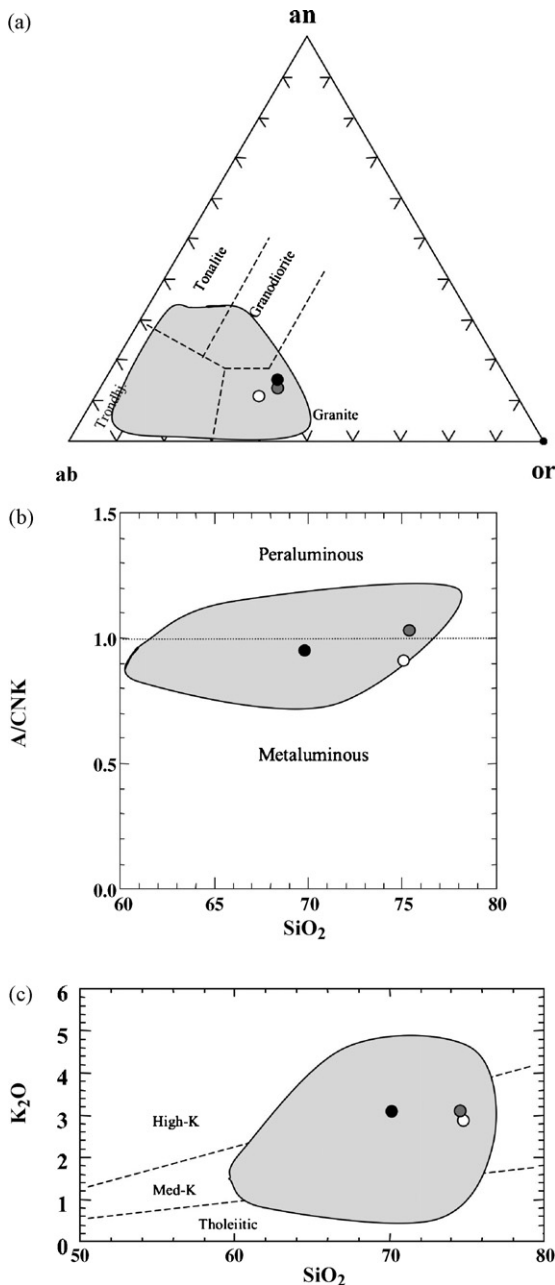 (a)
an
Tonalite
Granodiorite
Trondhj.
Granite
ab
or
(b)
1.5
Peraluminous
1.0
A/CNK
Metaluminous
0.5
0.0
60 65 70 75 80
SiO₂
(c)
6
5
4
K₂O
3
High-K
2
Med-K
1
Tholeiitic
0
50 60 70 80
SiO₂